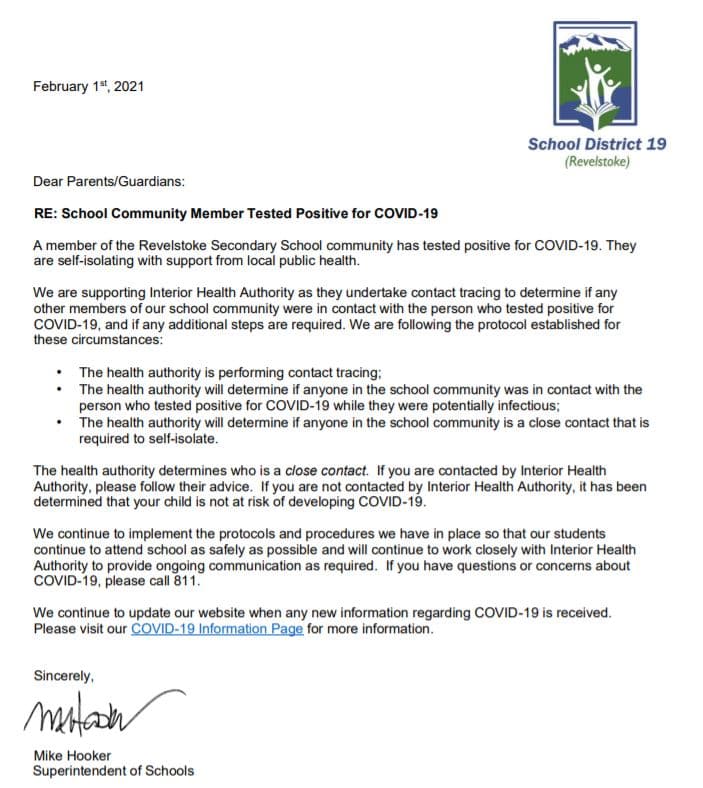 February 1st, 2021
School District 19
(Revelstoke)
Dear Parents/Guardians:
RE: School Community Member Tested Positive for COVID-19
A member of the Revelstoke Secondary School community has tested positive for COVID-19. They
are self-isolating with support from local public health.
We are supporting Interior Health Authority as they undertake contact tracing to determine if any
other members of our school community were in contact with the person who tested positive for
COVID-19, and if any additional steps are required. We are following the protocol established for
these circumstances:
• The health authority is performing contact tracing;
• The health authority will determine if anyone in the school community was in contact with the
person who tested positive for COVID-19 while they were potentially infectious;
• The health authority will determine if anyone in the school community is a close contact that is
required to self-isolate.
The health authority determines who is a close contact. If you are contacted by Interior Health
Authority, please follow their advice. If you are not contacted by Interior Health Authority, it has been
determined that your child is not at risk of developing COVID-19.
We continue to implement the protocols and procedures we have in place so that our students
continue to attend school as safely as possible and will continue to work closely with Interior Health
Authority to provide ongoing communication as required. If you have questions or concerns about
COVID-19, please call 811.
We continue to update our website when any new information regarding COVID-19 is received.
Please visit our COVID-19 Information Page for more information.
Sincerely,
Mike Hooker
Superintendent of Schools